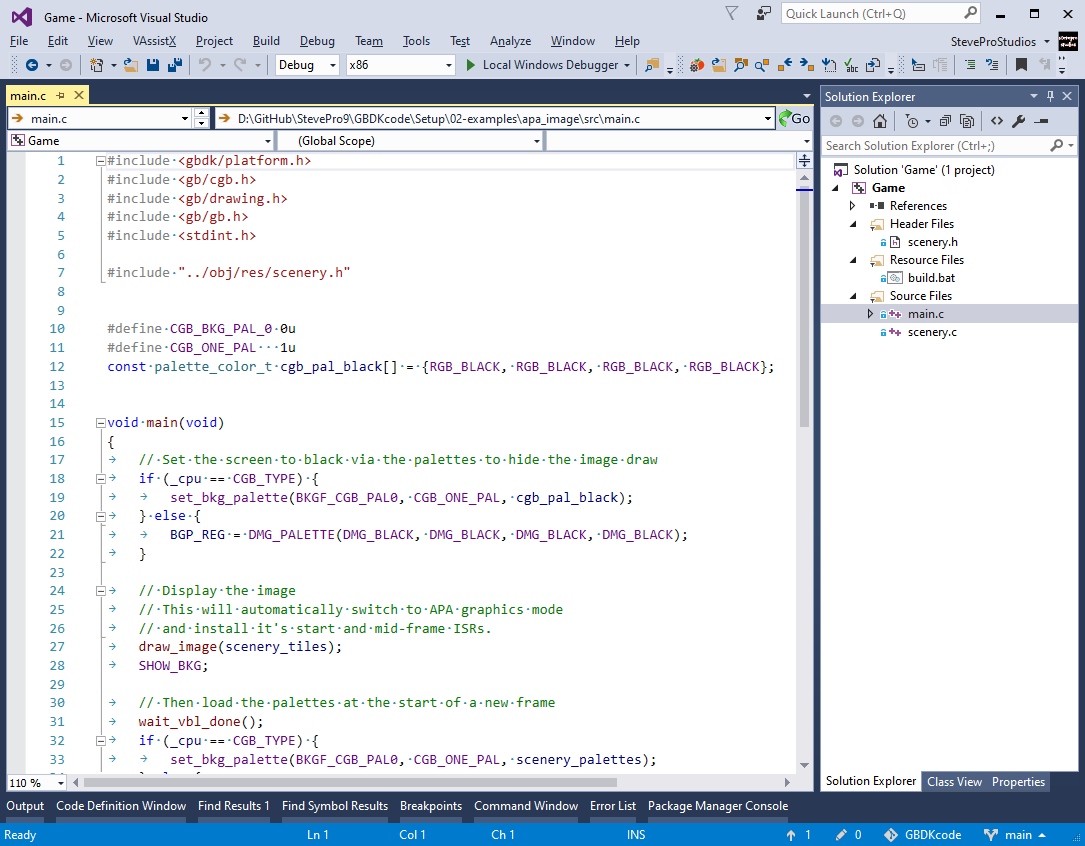 Game - Microsoft Visual Studio
Quick Launch (Ctrl+Q)
File Edit View VAssistX Project Build Debug Team Tools Test Analyze Window Help
SteveProStudios
Debug x86 Local Windows Debugger
main.c
main.c D:\GitHub\StevePro9\GBDKcode\Setup\02-examples\apa_image\src\main.c Go
Game (Global Scope)
1 #include <gbdk/platform.h>
2 #include <gb/cgb.h>
3 #include <gb/drawing.h>
4 #include <gb/gb.h>
5 #include <stdint.h>
6
7 #include "../obj/res/scenery.h"
8
9
10 #define CGB_BKG_PAL_0 0u
11 #define CGB_ONE_PAL   1u
12 const palette_color_t cgb_pal_black[] = {RGB_BLACK, RGB_BLACK, RGB_BLACK, RGB_BLACK};
13
14
15 void main(void)
16 {
17 // Set the screen to black via the palettes to hide the image draw
18 if (_cpu == CGB_TYPE) {
19 set_bkg_palette(BKGF_CGB_PAL0, CGB_ONE_PAL, cgb_pal_black);
20 } else {
21 BGP_REG = DMG_PALETTE(DMG_BLACK, DMG_BLACK, DMG_BLACK, DMG_BLACK);
22 }
23
24 // Display the image
25 // This will automatically switch to APA graphics mode
26 // and install it's start and mid-frame ISRs.
27 draw_image(scenery_tiles);
28 SHOW_BKG;
29
30 // Then load the palettes at the start of a new frame
31 wait_vbl_done();
32 if (_cpu == CGB_TYPE) {
33 set_bkg_palette(BKGF_CGB_PAL0, CGB_ONE_PAL, scenery_palettes);
110 %
Solution Explorer
Search Solution Explorer (Ctrl+;)
Solution 'Game' (1 project)
Game
References
Header Files
scenery.h
Resource Files
build.bat
Source Files
main.c
scenery.c
Solution Explorer Class View Properties
Output Code Definition Window Find Results 1 Find Symbol Results Breakpoints Command Window Error List Package Manager Console
Ready Ln 1 Col 1 Ch 1 INS 1 0 GBDKcode main